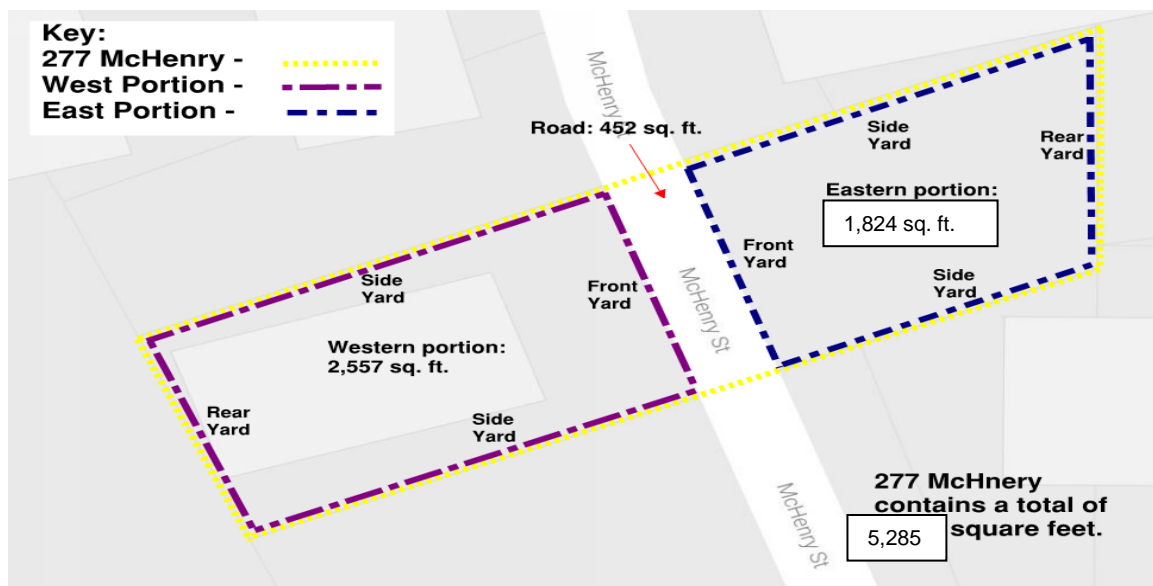 Key:
277 McHenry -
West Portion -
East Portion -
McHenry St
Road: 452 sq. ft.
Side
Yard
Rear
Yard
Eastern portion:
1,824 sq. ft.
Front
Yard
Side
Yard
Side
Yard
Front
Yard
McHenry St
Western portion:
2,557 sq. ft.
Rear
Yard
Side
Yard
McHenry St
277 McHnery
contains a total of
5,285 square feet.